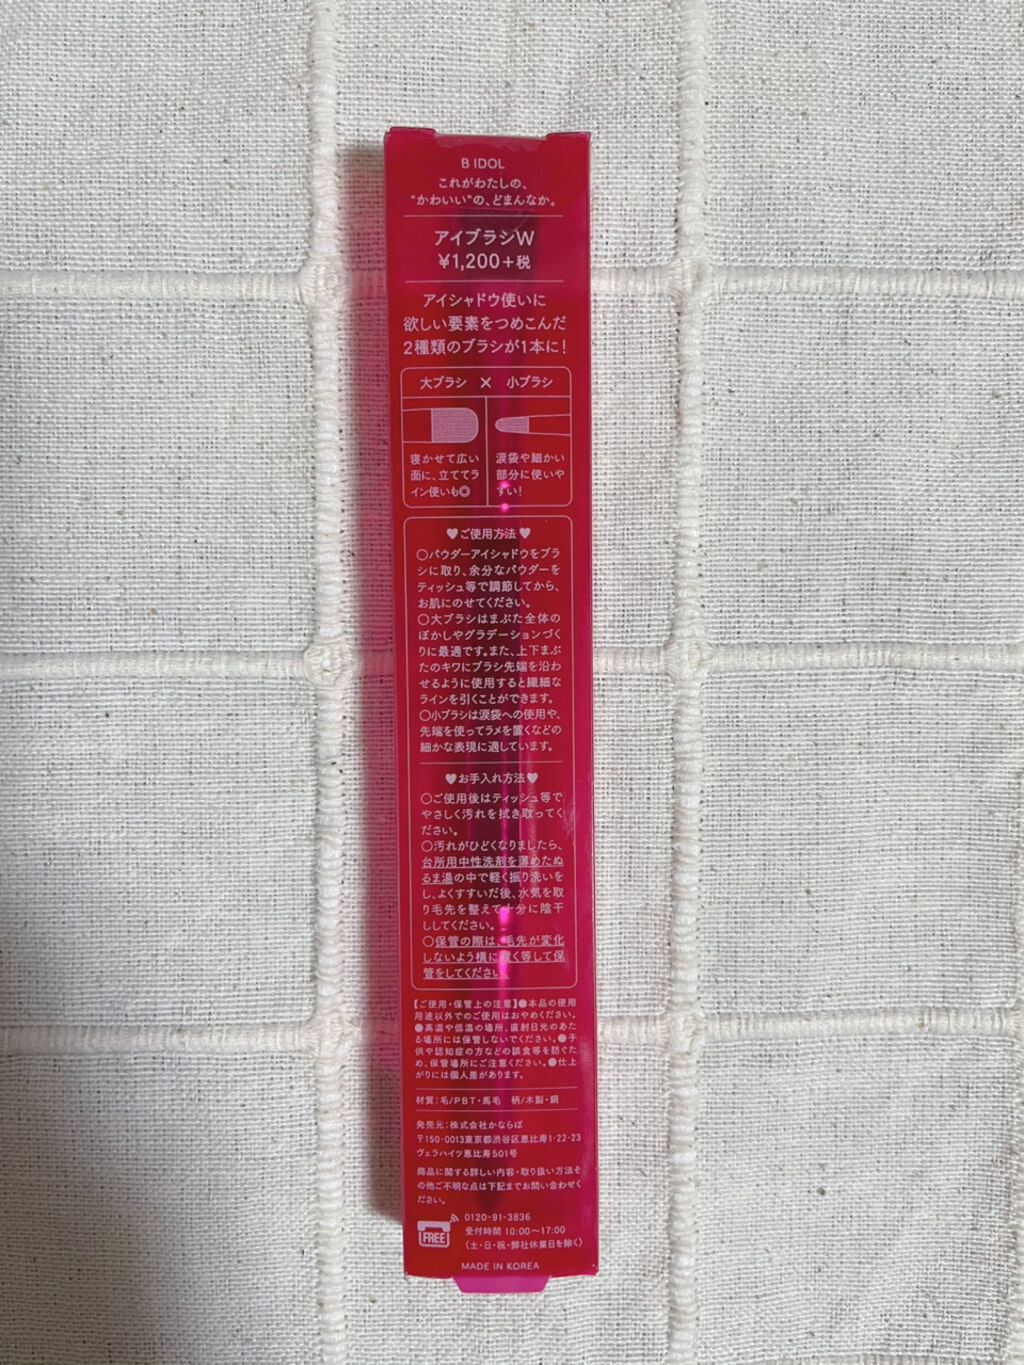 B IDOL
これがわたしの、
"かわいい"の、どまんなか。
アイブラシW
¥1,200+税
アイシャドウ使いに
欲しい要素をつめこんだ
2種類のブラシが1本に!
大ブラシ × 小ブラシ
寝かせて広い
面に、立ててラ
イン使いも◎
涙袋や細かい
部分に使いや
すい!
♥ご使用方法♥
○パウダーアイシャドウをブラ
シに取り、余分なパウダーを
ティッシュ等で調節してから、
お肌にのせてください。
○大ブラシはまぶた全体の
ぼかしやグラデーションづく
りに最適です。また、上下まぶ
たのキワにブラシ先端を沿わ
せるように使用すると繊細な
ラインを引くことができます。
○小ブラシは涙袋への使用や、
先端を使ってラメを置くなどの
細かな表現に適しています。
♥お手入れ方法♥
○ご使用後はティッシュ等で
やさしく汚れを拭き取ってく
ださい。
○汚れがひどくなりましたら、
台所用中性洗剤を薄めたぬ
るま湯の中で軽く振り洗いを
し、よくすすいだ後、水気を取
り毛先を整えて十分に陰干
ししてください。
○保管の際は、毛先が変化
しないよう横に置く等して保
管をしてください。
【ご使用・保管上の注意】●本品の使用
用途以外でのご使用はおやめください。
●高温や低温の場所、直射日光のあた
る場所には保管しないでください。●子
供や認知症の方などの誤食等を防ぐた
め、保管場所にご注意ください。●仕上
がりには個人差があります。
材質:毛/PBT・馬毛 柄/木製・銅
発売元:株式会社かならぼ
〒150-0013東京都渋谷区恵比寿1-22-23
ヴェラハイツ恵比寿501号
商品に関する詳しい内容・取り扱い方法そ
の他ご不明な点は下記までお問い合わせく
ださい。
FREE
0120-91-3836
受付時間 10:00〜17:00
(土・日・祝・弊社休業日を除く)
MADE IN KOREA